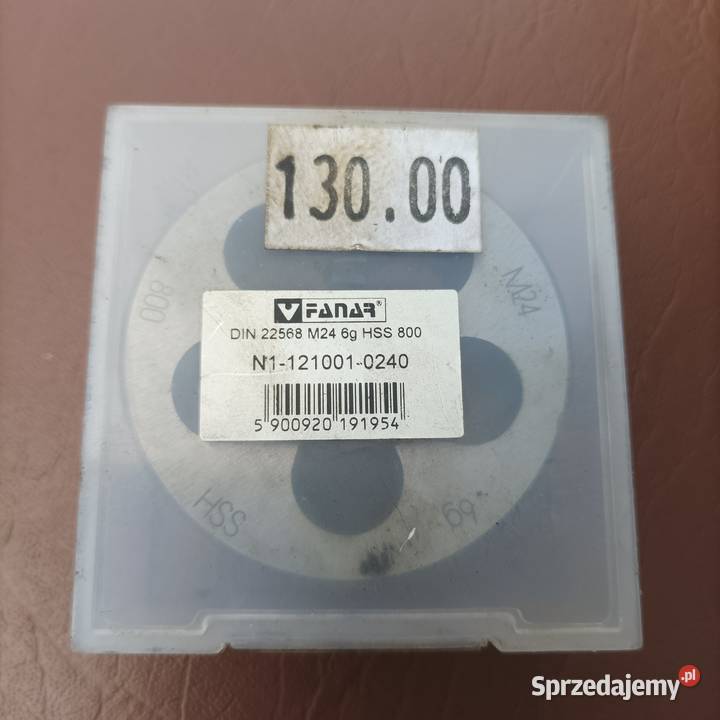 130.00
M24
008
FANAR®
DIN 22568 M24 6g HSS 800
N1-121001-0240
5 900920 191954
HSS
6g
Sprzedajemy.pl